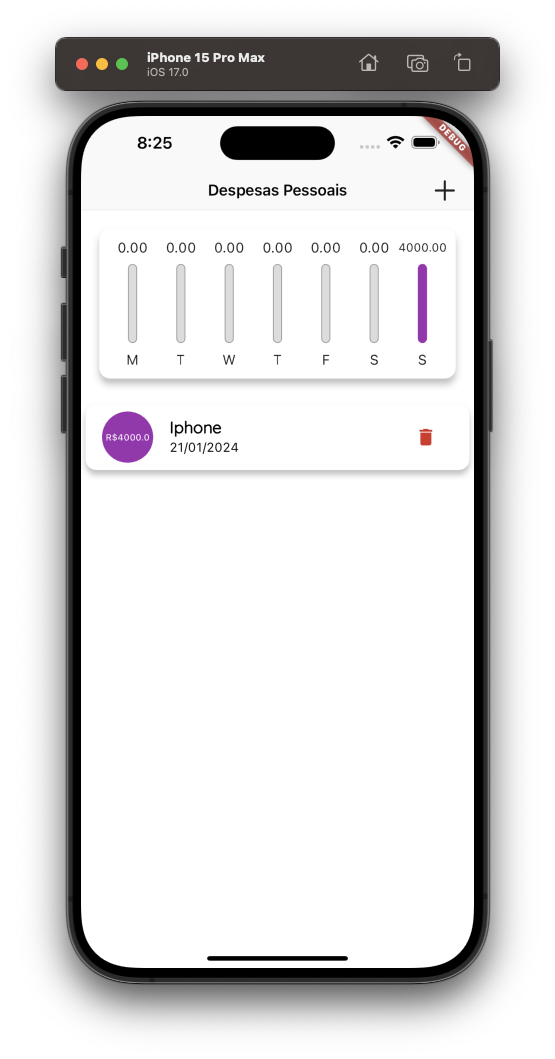 iPhone 15 Pro Max
iOS 17.0
8:25
DEBUG
Despesas Pessoais
0.00 0.00 0.00 0.00 0.00 0.00 4000.00
M T W T F S S
R$4000.0
Iphone
21/01/2024